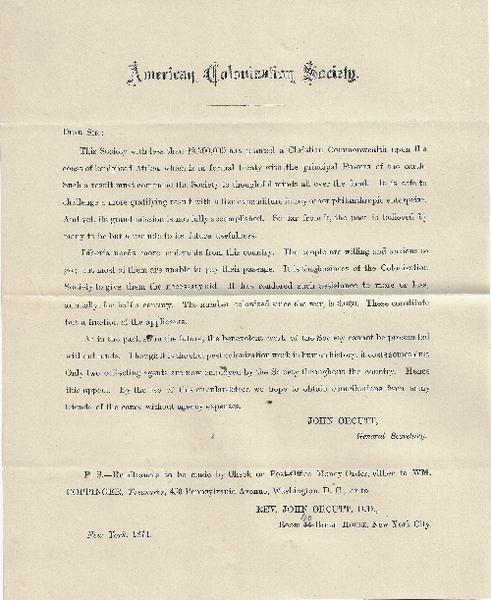 American Colonization Society.
Dear Sir:
This Society with less than $3,000,000 has planted a Christian Commonwealth upon the
coast of benighted Africa, which is in formal treaty with the principal Powers of the earth.
Such a result must commend the Society to thoughtful minds all over the land. It is safe to
challenge a more gratifying result with a like expenditure in any other philanthropic enterprise.
And yet, its grand mission is not fully accomplished. So far from it, the past is believed by
many to be but a prelude to its future usefulness.
Liberia needs more emigrants from this country. The people are willing and anxious to
go; but most of them are unable to pay their passage. It is the business of the Colonization
Society to give them the necessary aid. It has rendered such assistance to more or less,
annually, for half a century. The number colonized since the war, is These constitute
but a fraction of the applicants.
As in the past, so in the future, the benevolent work of the Society cannot be prosecuted
without funds. Though it is the cheapest colonization work in human history, it costs something.
Only two collecting agents are now employed by the Society throughout the country. Hence
this appeal. By the use of this circular-letter, we hope to obtain contributions from many
friends of the cause without agency expenses.
JOHN ORCUTT,
General Secretary.
P. S.—Remittances to be made by Check or Post-Office Money Order, either to WM.
COPPINGER, Treasurer, 450 Pennsylvania Avenue, Washington, D. C., or to
REV. JOHN ORCUTT, D.D.,
Room Bible House, New York City.
New York, 1871.